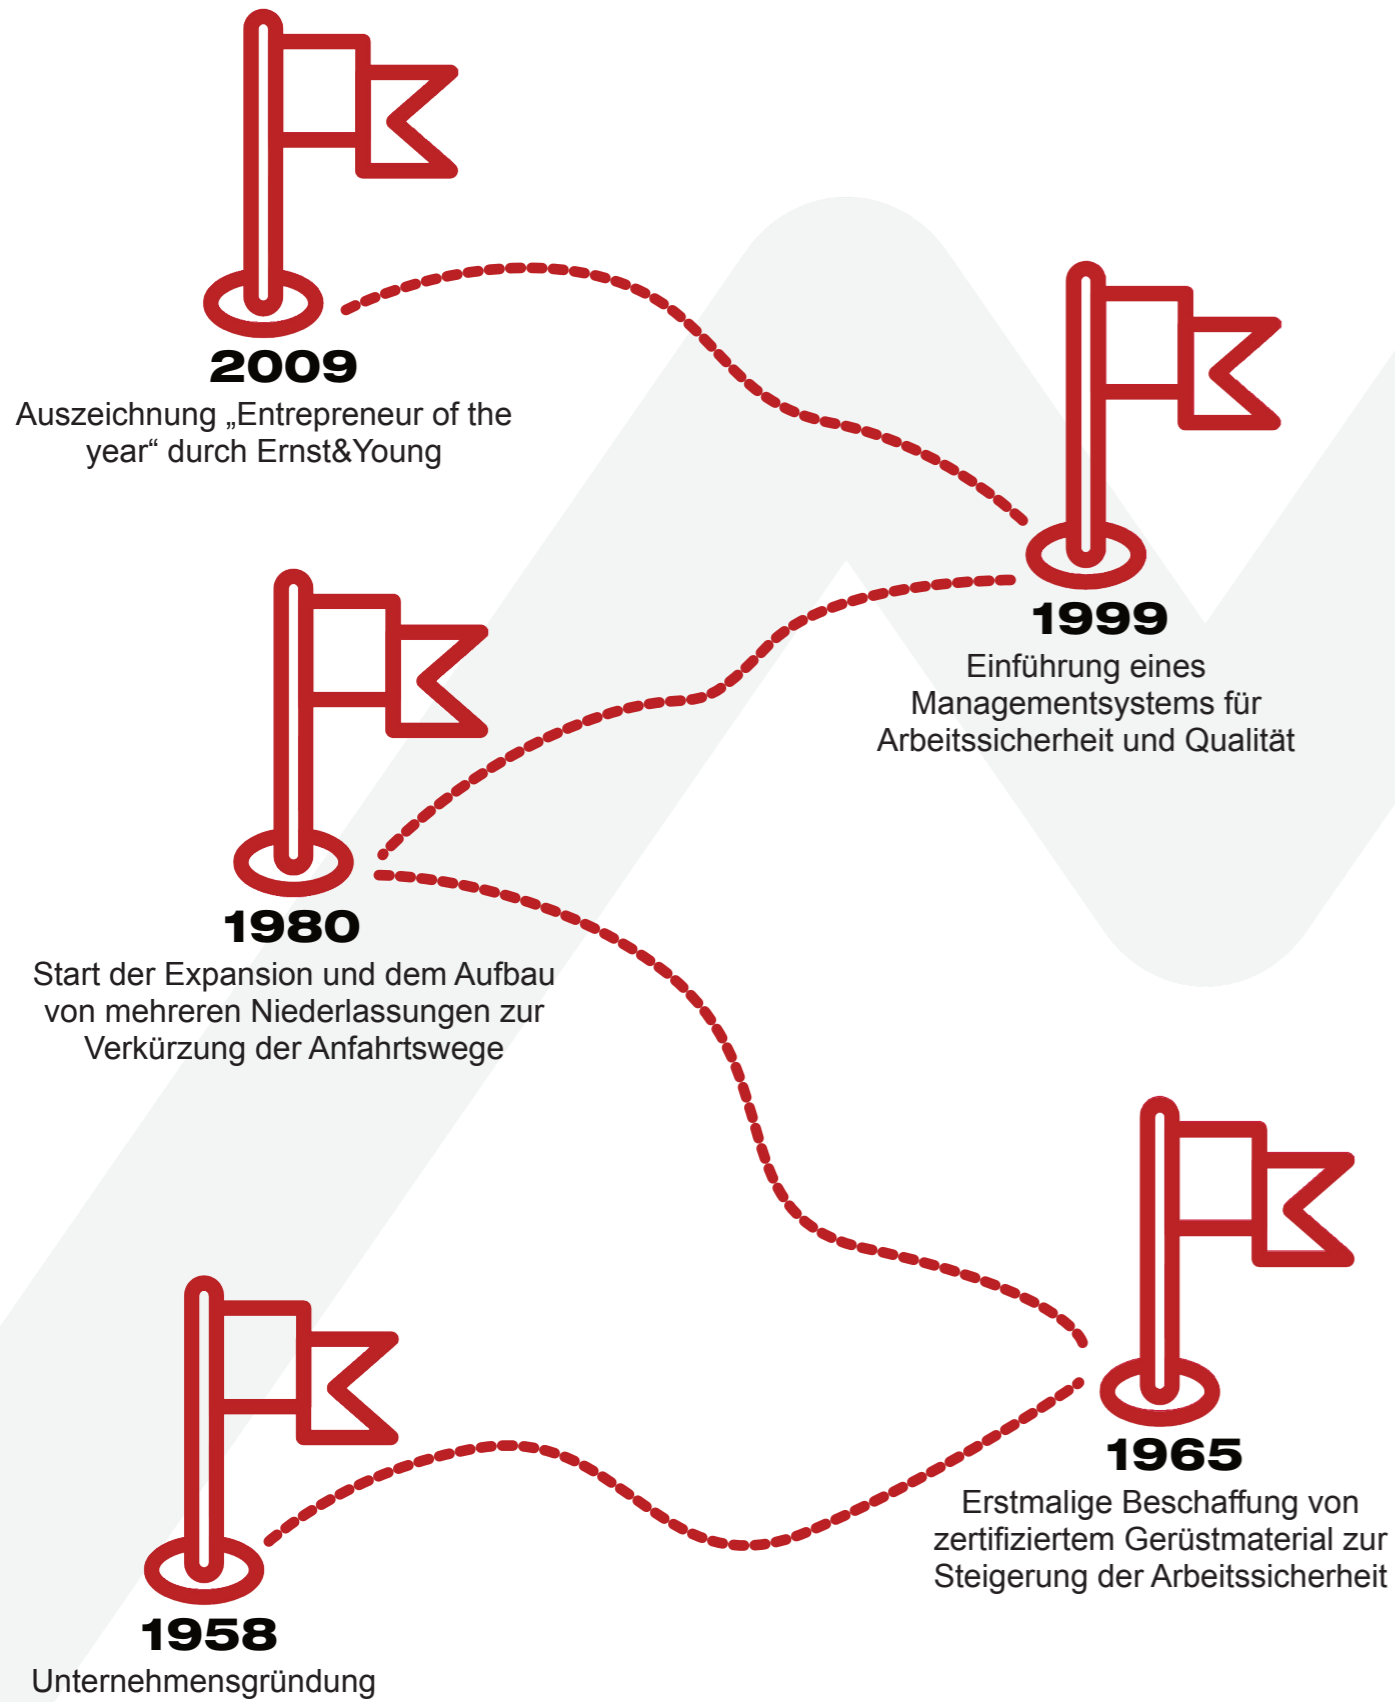 2009
Auszeichnung „Entrepreneur of the
year“ durch Ernst&Young
1999
Einführung eines
Managementsystems für
Arbeitssicherheit und Qualität
1980
Start der Expansion und dem Aufbau
von mehreren Niederlassungen zur
Verkürzung der Anfahrtswege
1965
Erstmalige Beschaffung von
zertifiziertem Gerüstmaterial zur
Steigerung der Arbeitssicherheit
1958
Unternehmensgründung